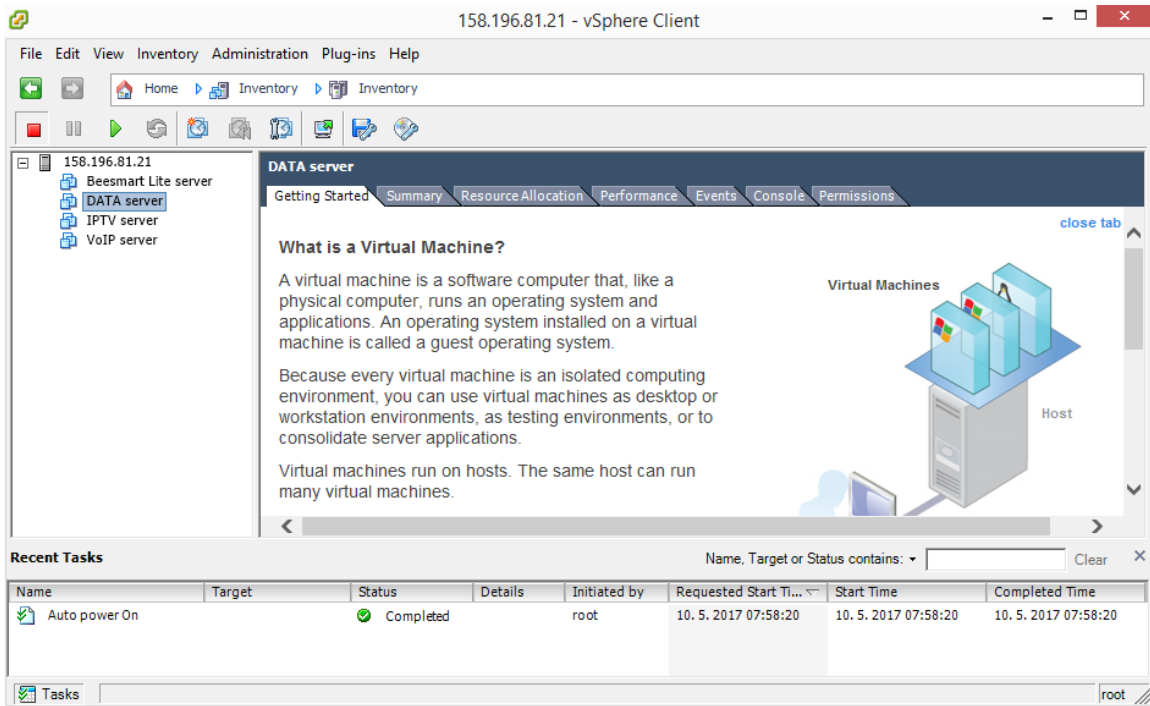 158.196.81.21 - vSphere Client
File Edit View Inventory Administration Plug-ins Help
Home Inventory Inventory
158.196.81.21
Beesmart Lite server
DATA server
IPTV server
VoIP server
DATA server
Getting Started Summary Resource Allocation Performance Events Console Permissions
close tab
What is a Virtual Machine?
A virtual machine is a software computer that, like a
physical computer, runs an operating system and
applications. An operating system installed on a virtual
machine is called a guest operating system.
Because every virtual machine is an isolated computing
environment, you can use virtual machines as desktop or
workstation environments, as testing environments, or to
consolidate server applications.
Virtual machines run on hosts. The same host can run
many virtual machines.
Virtual Machines
Host
Recent Tasks
Name, Target or Status contains: Clear
Name Target Status Details Initiated by Requested Start Ti... Start Time Completed Time
Auto power On Completed root 10. 5. 2017 07:58:20 10. 5. 2017 07:58:20 10. 5. 2017 07:58:20
Tasks root